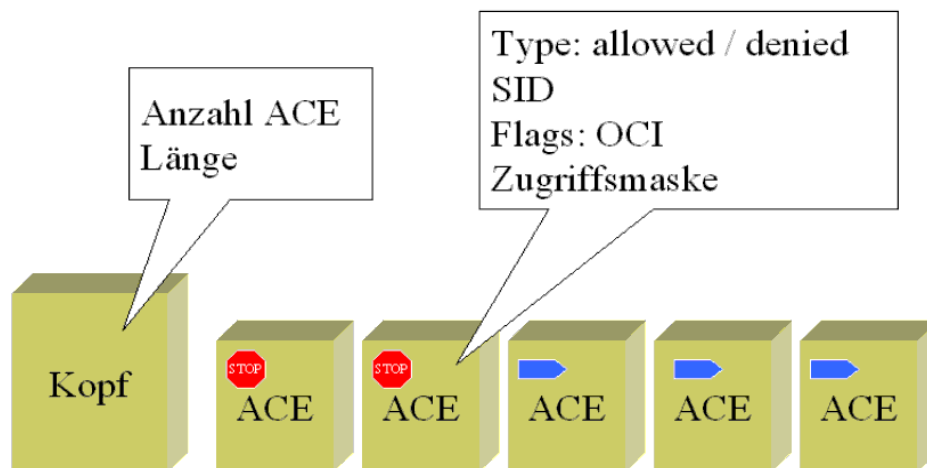 Anzahl ACE
Länge
Type: allowed / denied
SID
Flags: OCI
Zugriffsmaske
Kopf
STOP
ACE
STOP
ACE
ACE
ACE
ACE